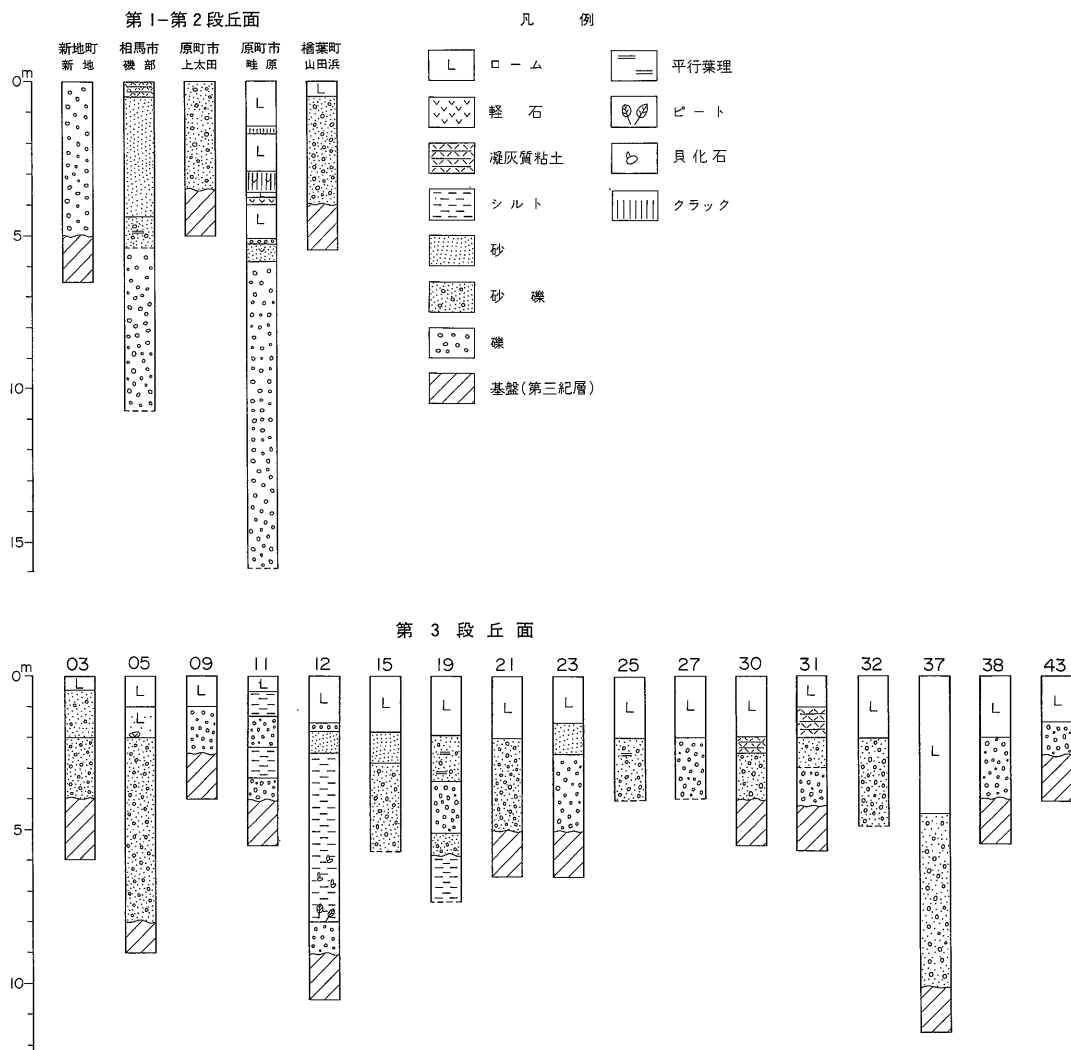 第1-第2段丘面
新地町 相馬市 原町市 原町市 楢葉町
新地 磯部 上太田 畦原 山田浜
0m
5
10
15
L
L
L
L
L
凡 例
L ローム
軽 石
凝灰質粘土
シルト
砂
砂 礫
礫
基盤(第三紀層)
平行葉理
ピート
貝化石
クラック
第3段丘面
03 05 09 11 12 15 19 21 23 25 27 30 31 32 37 38 43
0m
5
10
L L L L L L L L L L L L L L L L L
L